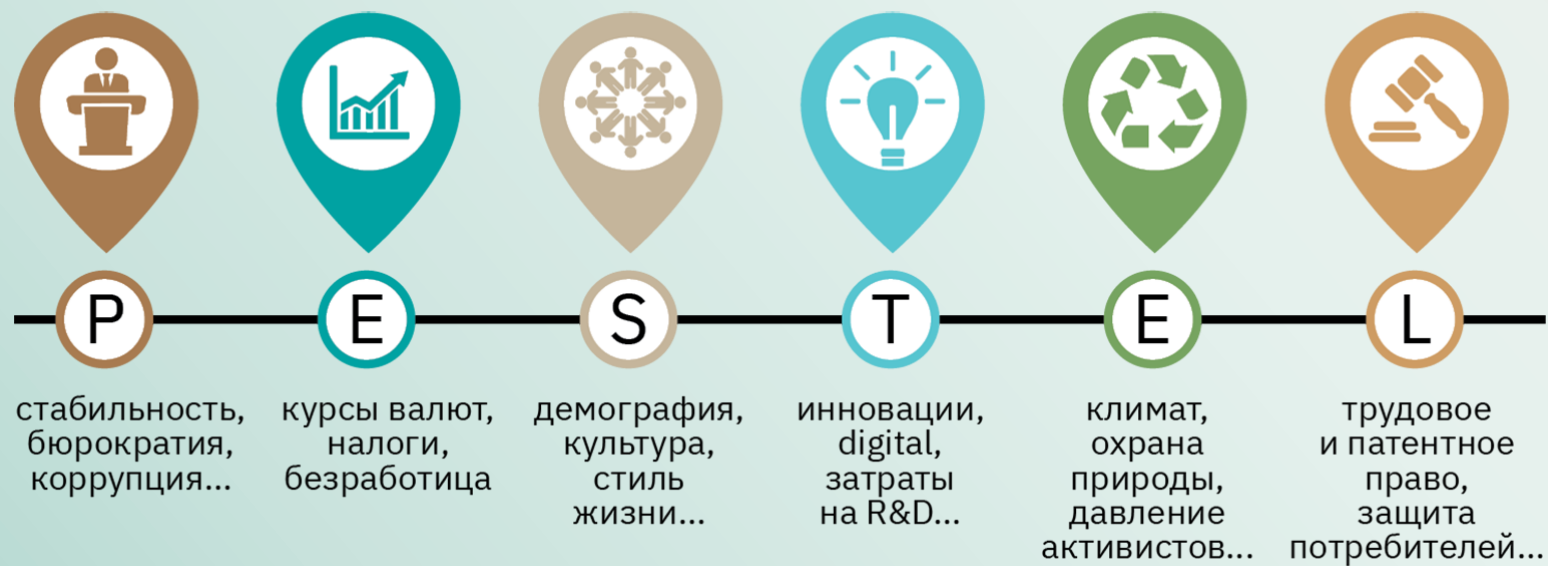 P
E
S
T
E
L
стабильность,
бюрократия,
коррупция...
курсы валют,
налоги,
безработица
демография,
культура,
стиль
жизни...
инновации,
digital,
затраты
на R&D...
климат,
охрана
природы,
давление
активистов...
трудовое
и патентное
право,
защита
потребителей...